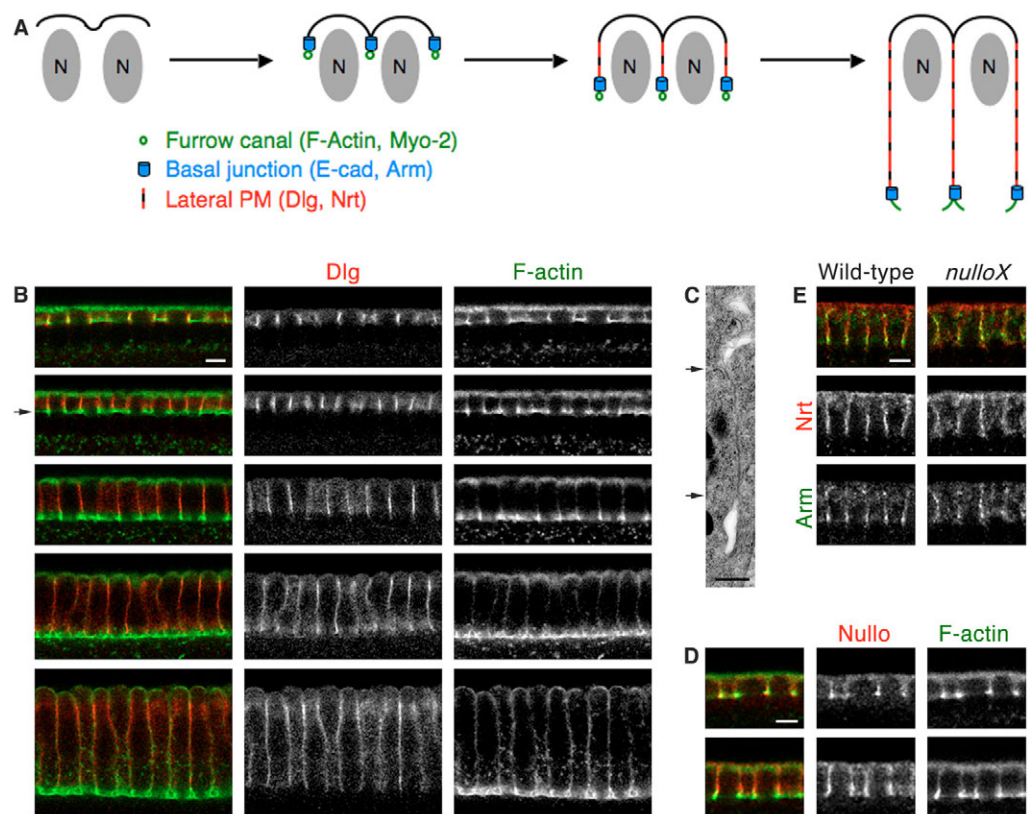 A
N N N N N N N N
Furrow canal (F-Actin, Myo-2)
Basal junction (E-cad, Arm)
Lateral PM (Dlg, Nrt)
B Dlg F-actin
C
E Wild-type nulloX
Nrt
Arm
D Nullo F-actin